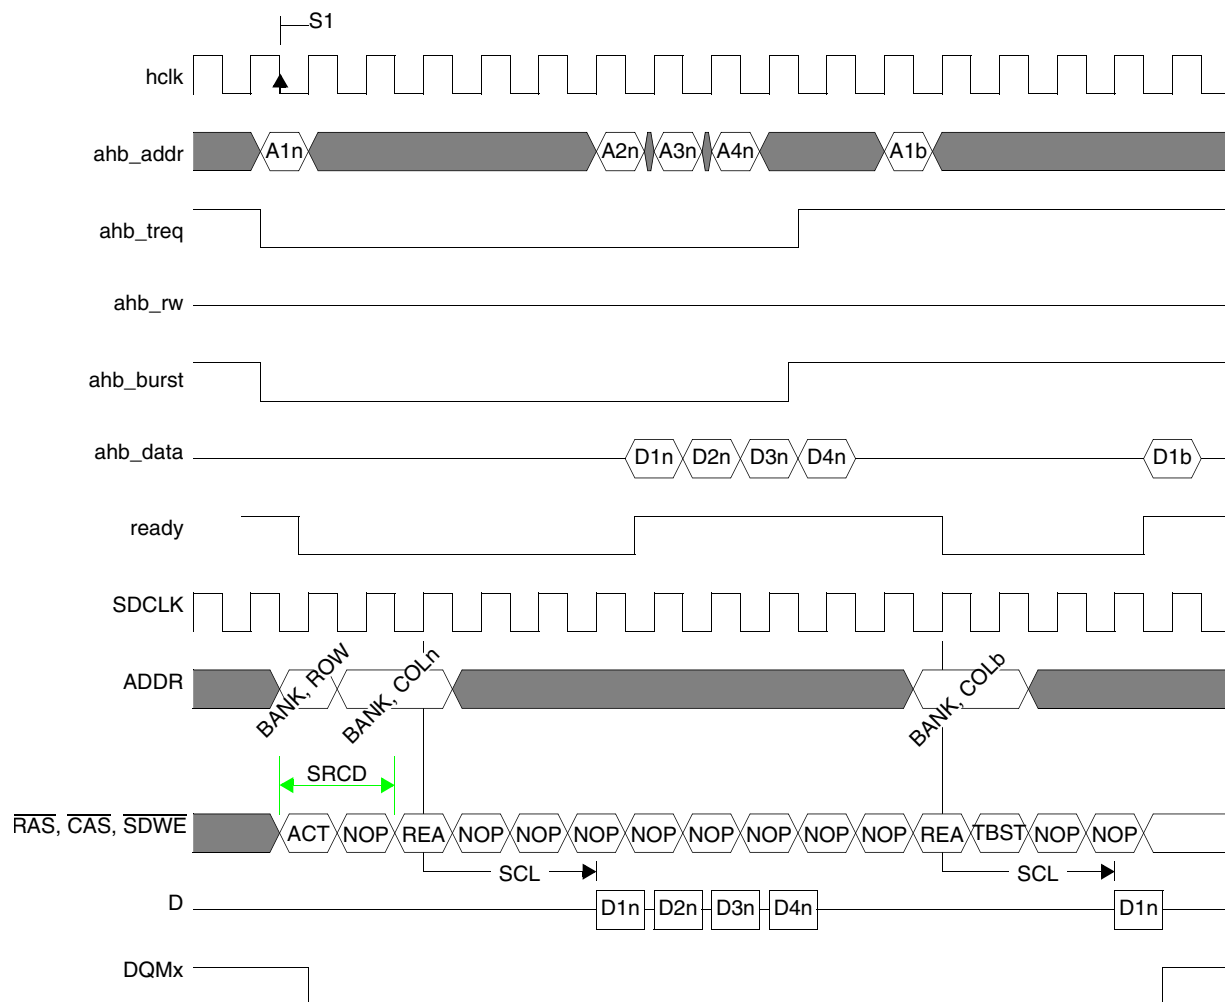 S1
hclk
ahb_addr A1n A2n A3n A4n A1b
ahb_treq
ahb_rw
ahb_burst
ahb_data D1n D2n D3n D4n D1b
ready
SDCLK
ADDR BANK, ROW BANK, COLn BANK, COLb
SRCD
RAS, CAS, SDWE ACT NOP REA NOP NOP NOP NOP NOP NOP NOP NOP REA TBST NOP NOP
SCL SCL
D D1n D2n D3n D4n D1n
DQMx